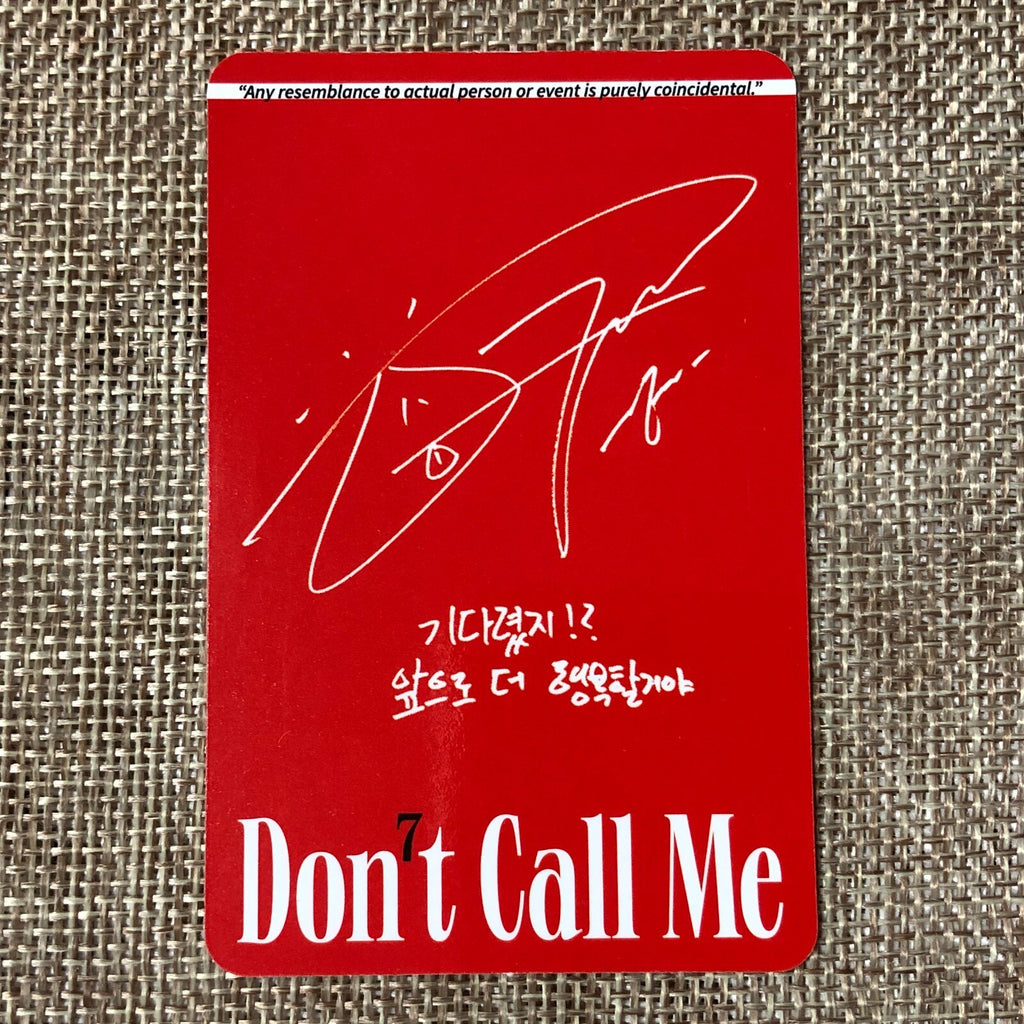 “Any resemblance to actual person or event is purely coincidental.”
기다렸지!?
앞으로 더 행복할거야
Don7t Call Me